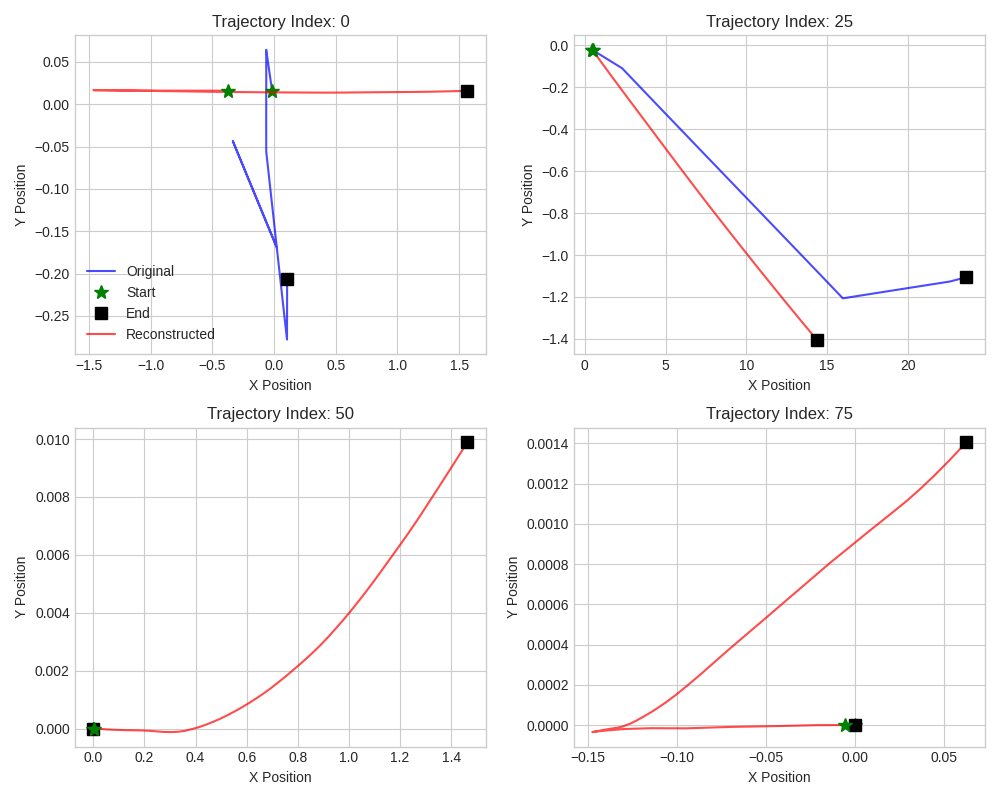 Trajectory Index: 0
0.05
0.00
−0.05
−0.10
−0.15
−0.20
−0.25
Y Position
Original
Start
End
Reconstructed
−1.5 −1.0 −0.5 0.0 0.5 1.0 1.5
X Position
Trajectory Index: 25
0.0
−0.2
−0.4
−0.6
−0.8
−1.0
−1.2
−1.4
Y Position
0 5 10 15 20
X Position
Trajectory Index: 50
0.010
0.008
0.006
0.004
0.002
0.000
Y Position
0.0 0.2 0.4 0.6 0.8 1.0 1.2 1.4
X Position
Trajectory Index: 75
0.0014
0.0012
0.0010
0.0008
0.0006
0.0004
0.0002
0.0000
Y Position
−0.15 −0.10 −0.05 0.00 0.05
X Position